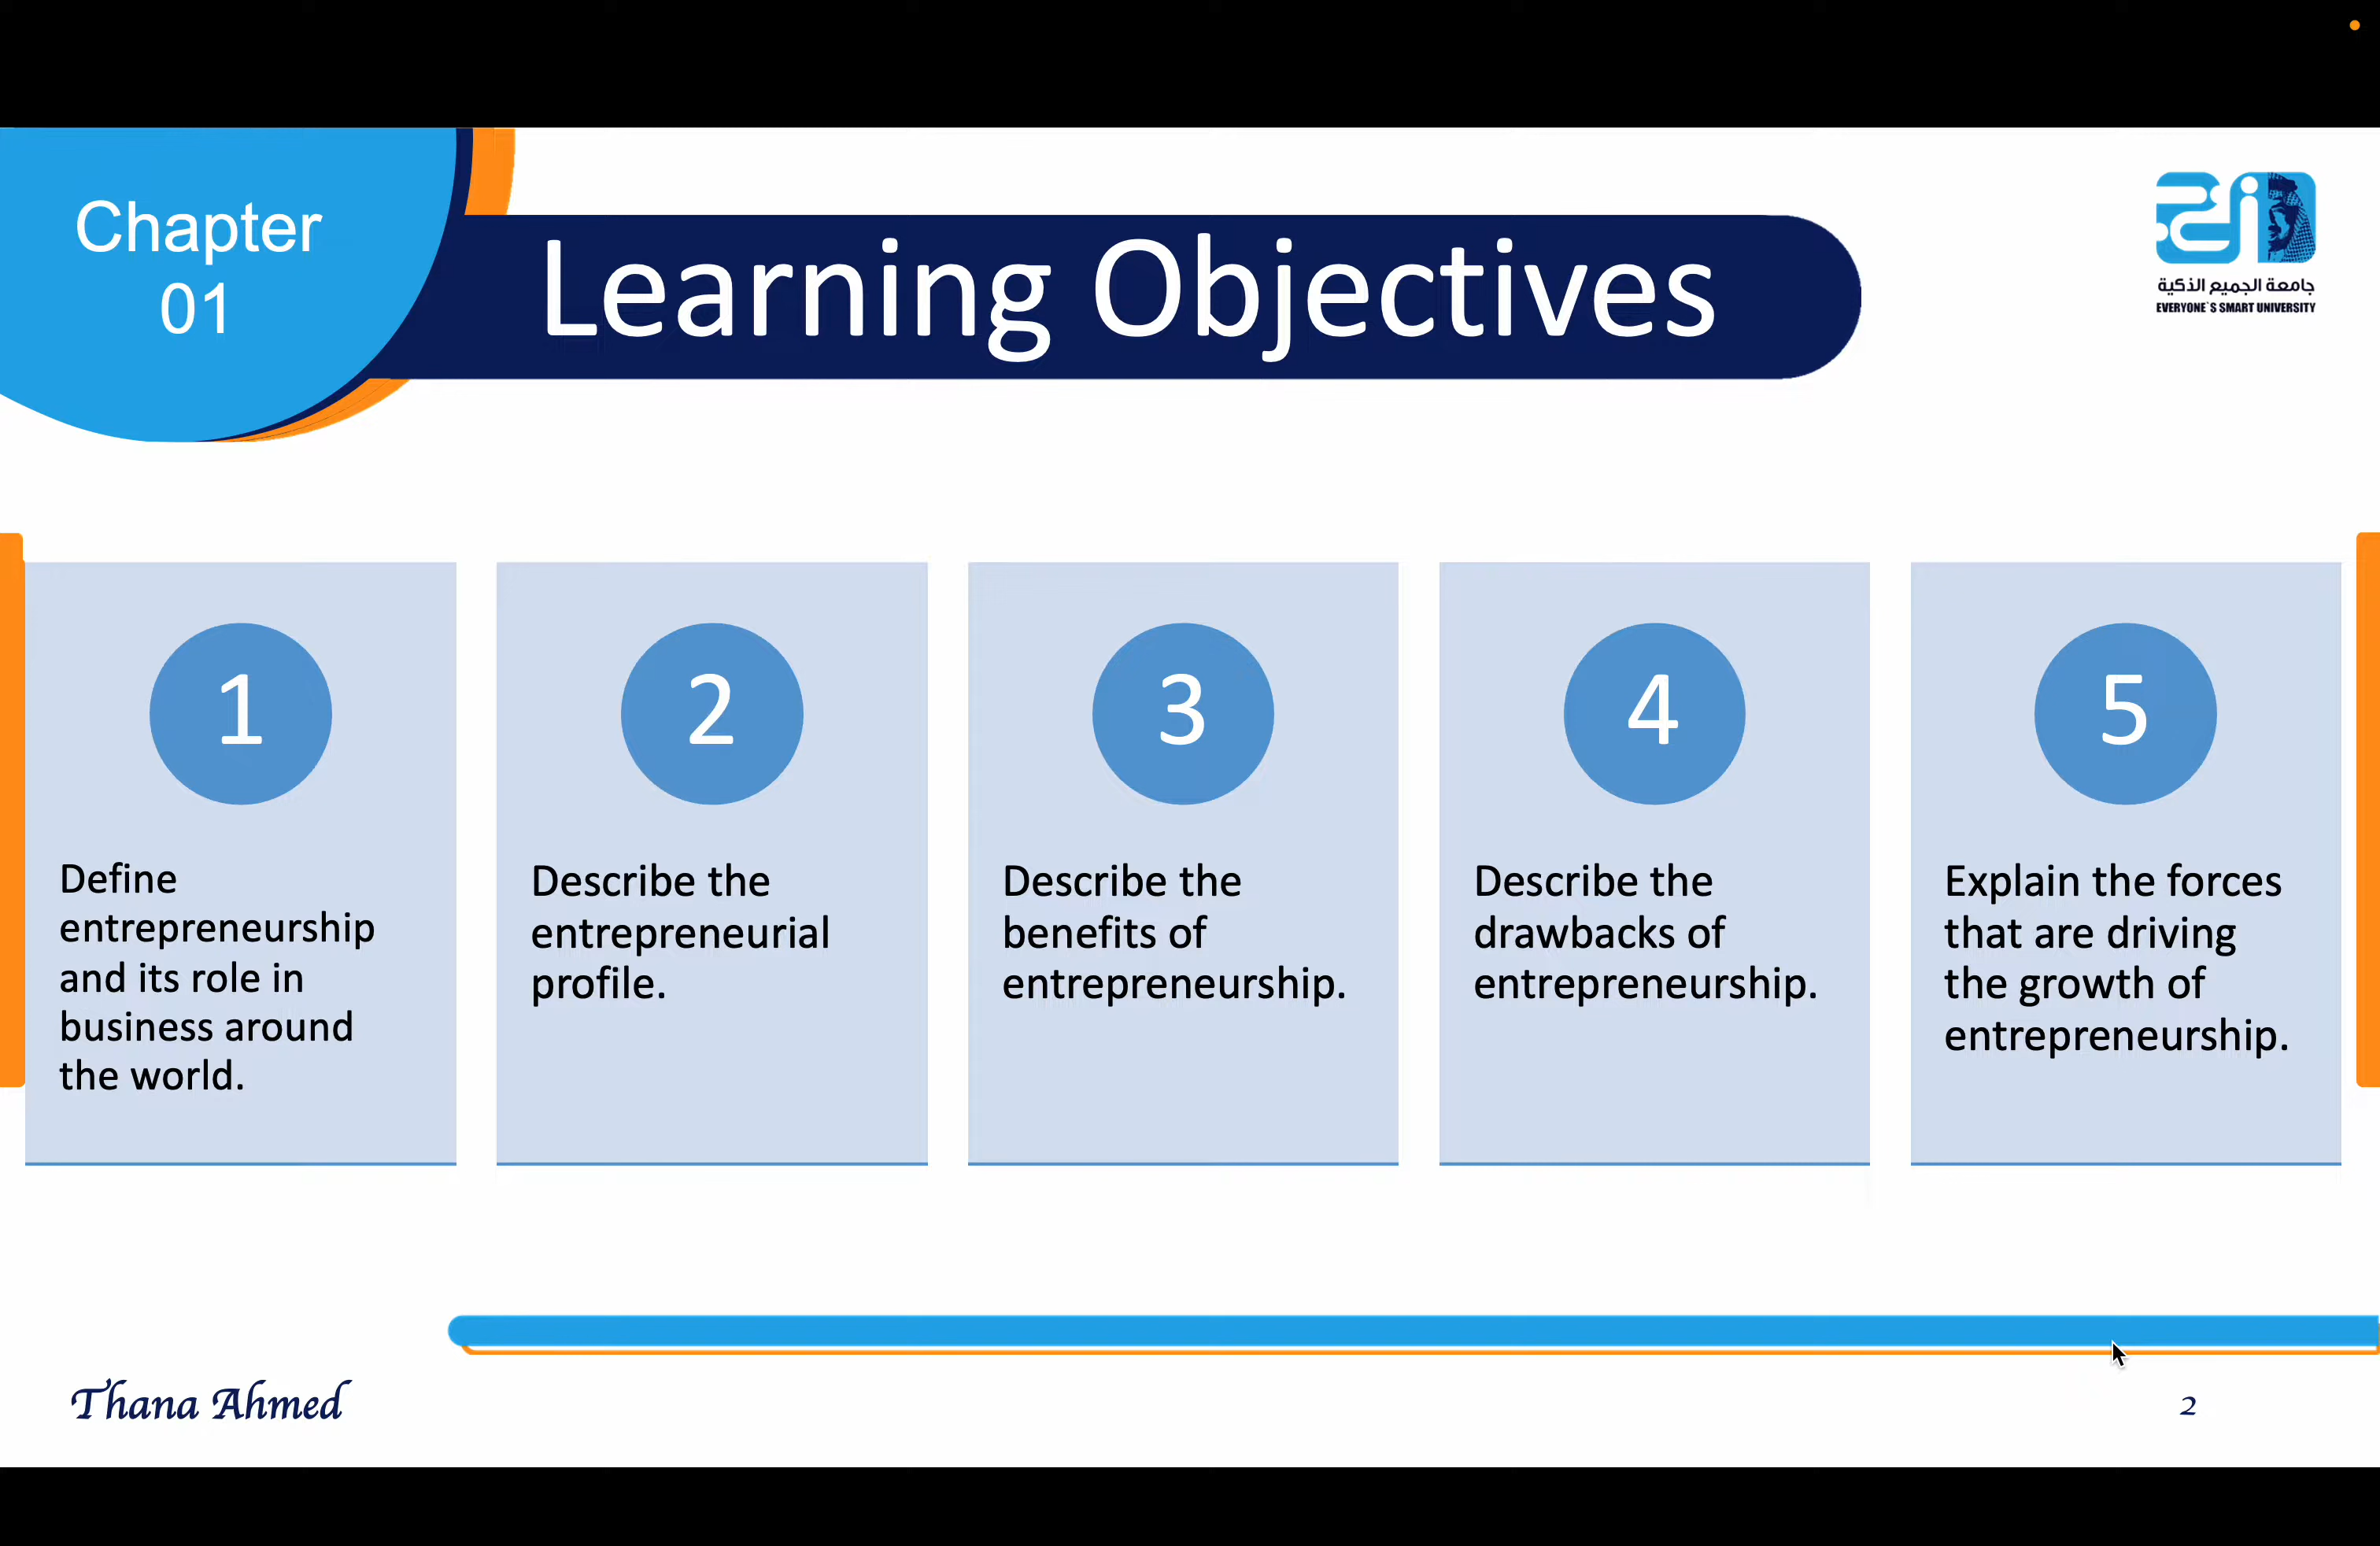 Chapter
01
Learning Objectives
جامعة الجميع الذكية
EVERYONE`S SMART UNIVERSITY
1
Define
entrepreneurship
and its role in
business around
the world.
2
Describe the
entrepreneurial
profile.
3
Describe the
benefits of
entrepreneurship.
4
Describe the
drawbacks of
entrepreneurship.
5
Explain the forces
that are driving
the growth of
entrepreneurship.
Thana Ahmed
2